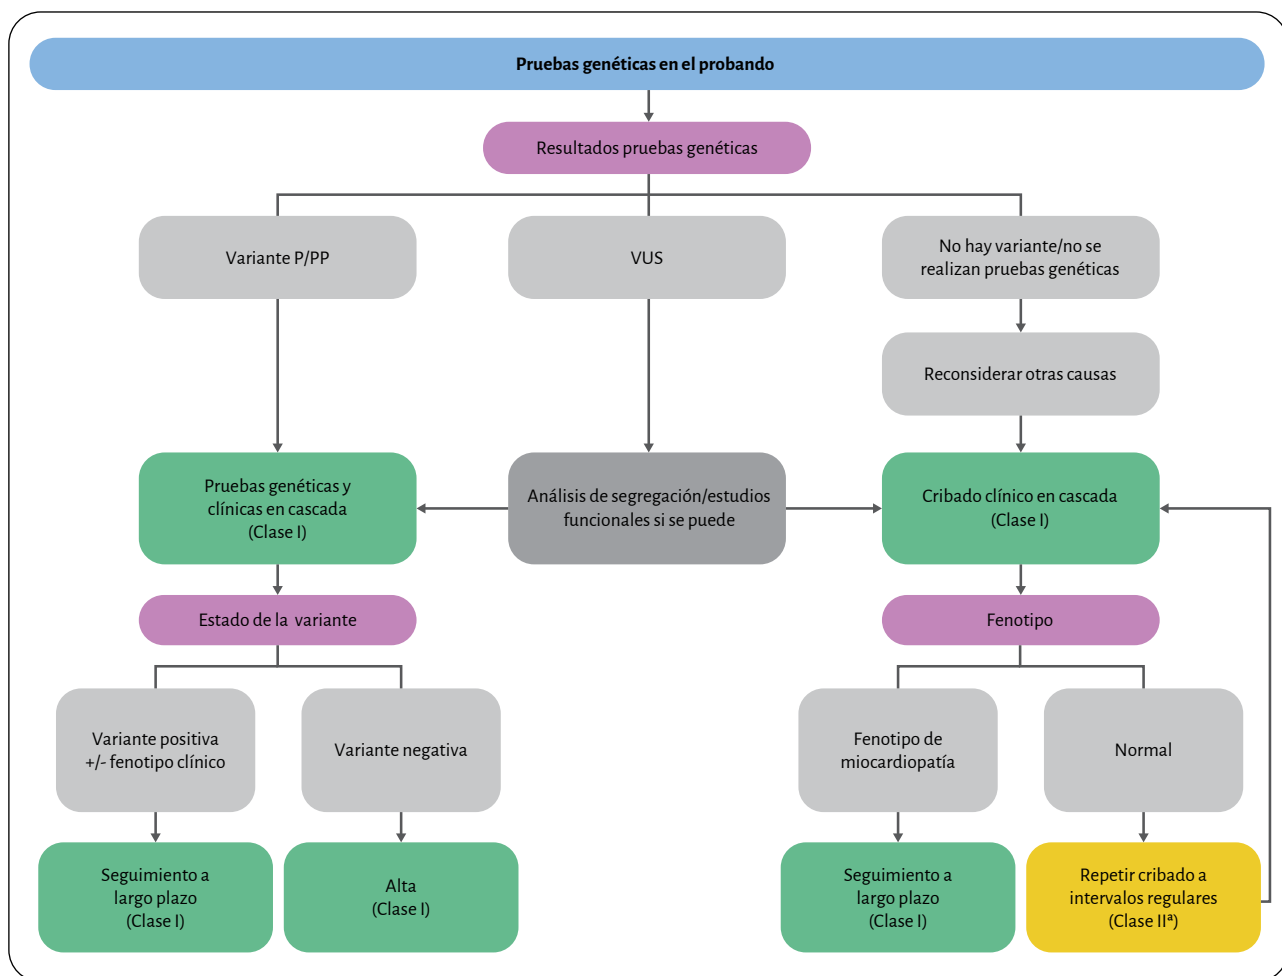 Pruebas genéticas en el probando
Resultados pruebas genéticas
Variante P/PP
VUS
No hay variante/no se
realizan pruebas genéticas
Reconsiderar otras causas
Pruebas genéticas y
clínicas en cascada
(Clase I)
Análisis de segregación/estudios
funcionales si se puede
Cribado clínico en cascada
(Clase I)
Estado de la variante
Fenotipo
Variante positiva
+/- fenotipo clínico
Variante negativa
Fenotipo de
miocardiopatía
Normal
Seguimiento a
largo plazo
(Clase I)
Alta
(Clase I)
Seguimiento a
largo plazo
(Clase I)
Repetir cribado a
intervalos regulares
(Clase IIª)